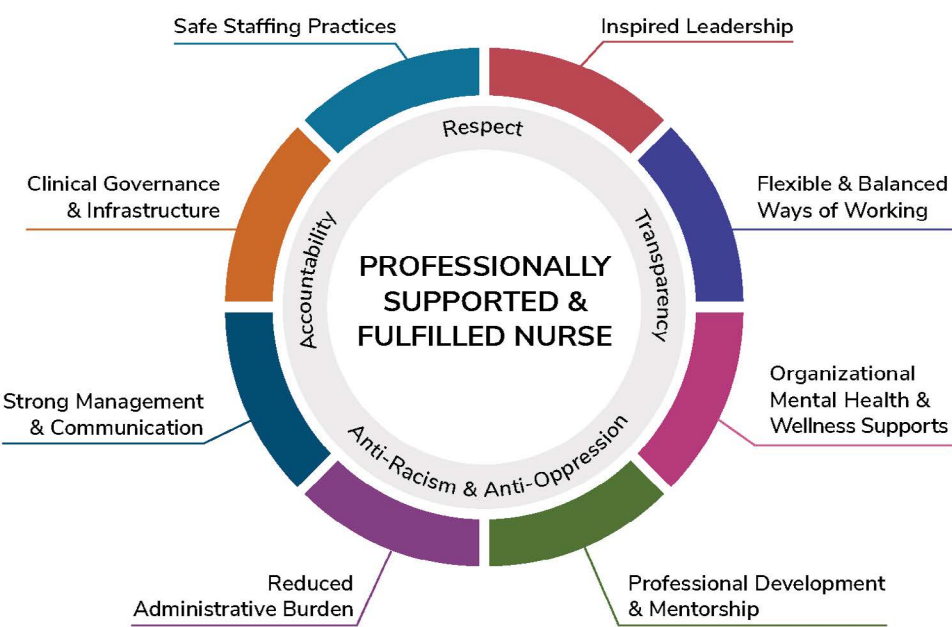 Safe Staffing Practices
Inspired Leadership
Respect
Clinical Governance
& Infrastructure
Flexible & Balanced
Ways of Working
Accountability
Transparency
PROFESSIONALLY
SUPPORTED &
FULFILLED NURSE
Strong Management
& Communication
Organizational
Mental Health &
Wellness Supports
Anti-Racism & Anti-Oppression
Reduced
Administrative Burden
Professional Development
& Mentorship